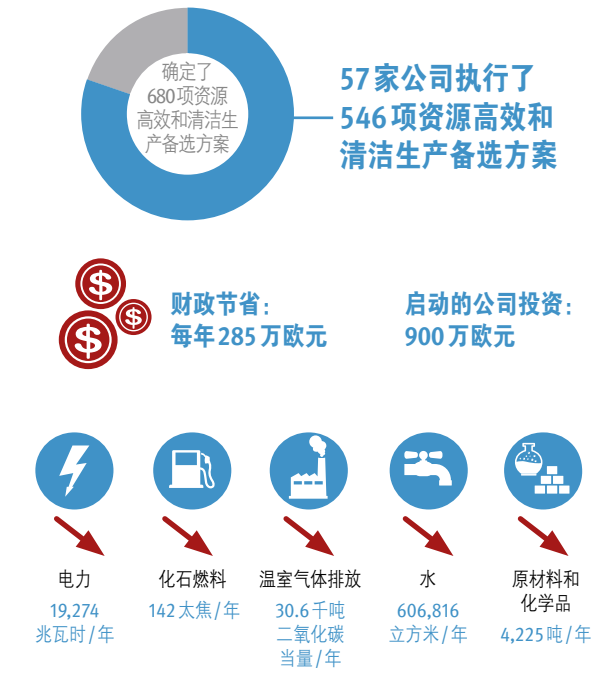 确定了
680项资源
高效和清洁生
产备选方案
57家公司执行了
546项资源高效和
清洁生产备选方案
财政节省：
每年285万欧元
启动的公司投资：
900万欧元
电力
19,274
兆瓦时/年
化石燃料
142太焦/年
温室气体排放
30.6千吨
二氧化碳
当量/年
水
606,816
立方米/年
原材料和
化学品
4,225吨/年